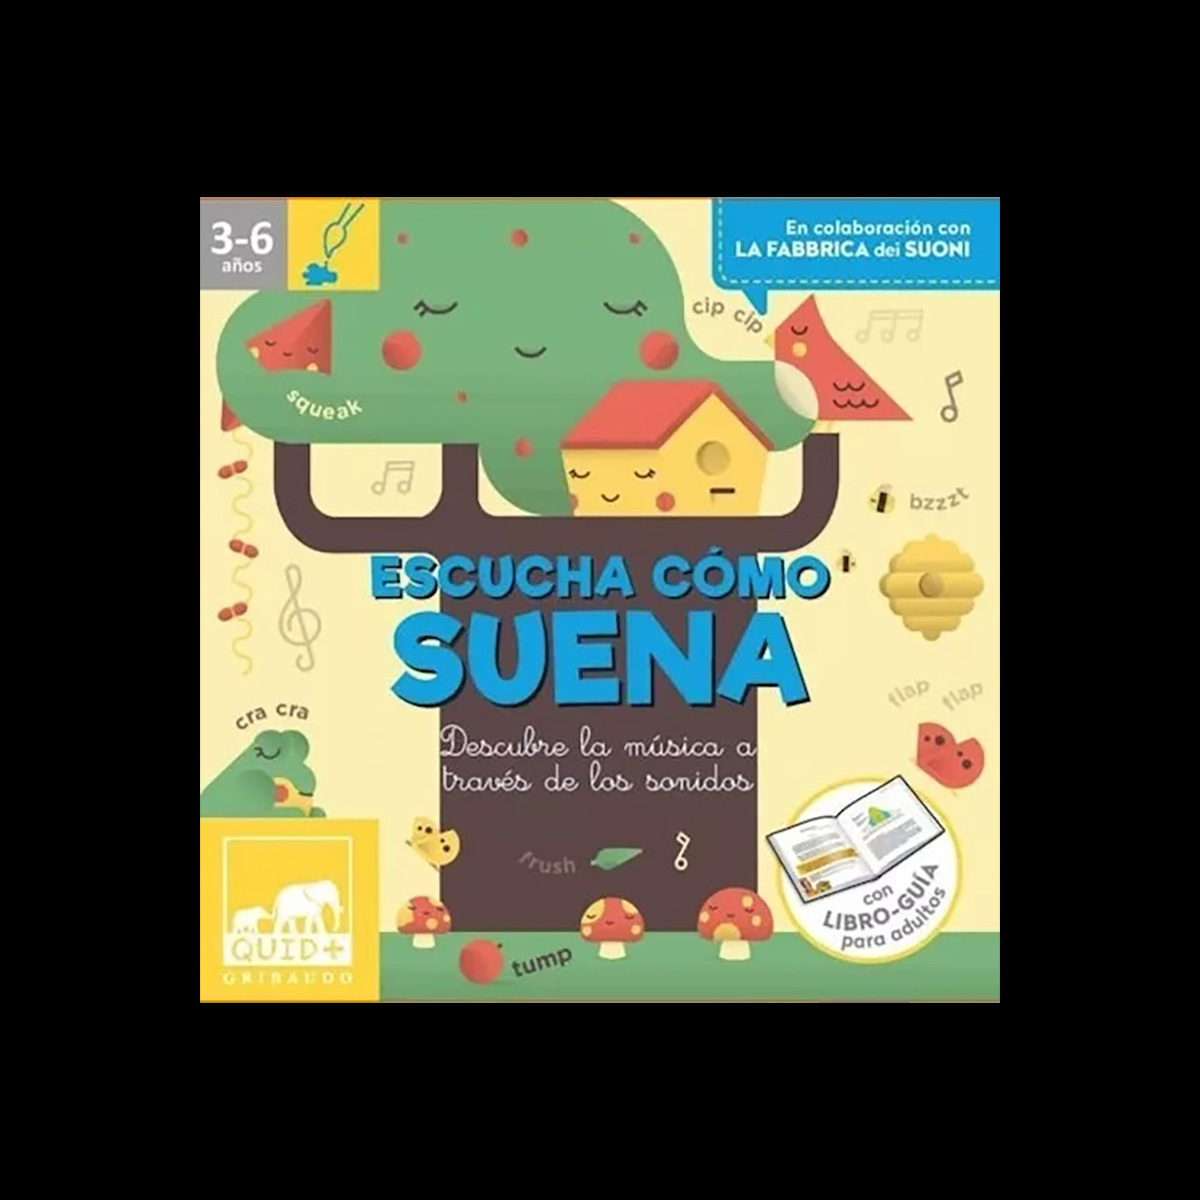 3-6
años
En colaboración con
LA FABBRICA dei SUONI
cip cip
squeak
bzzzt
ESCUCHA CÓMO
SUENA
flap flap
cra cra
Descubre la música a
través de los sonidos
frush
con
LIBRO-GUÍA
para adultos
QUID+
GRIBAUDO
tump